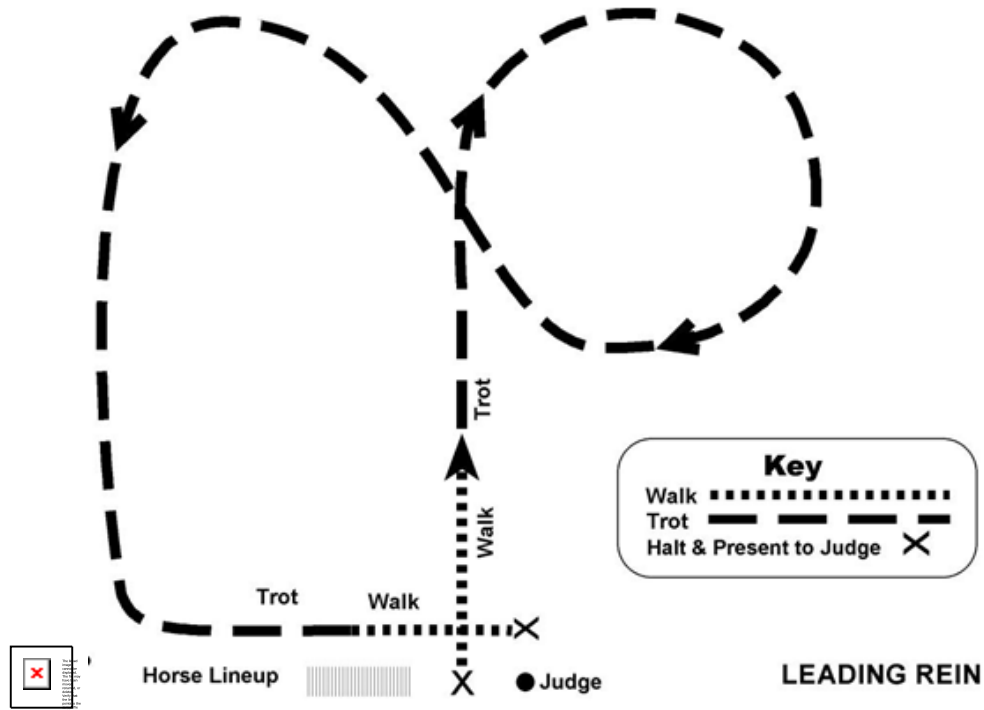 Trot
Walk
Key
Walk
Trot
Halt & Present to Judge
Trot
Walk
Horse Lineup
Judge
LEADING REIN